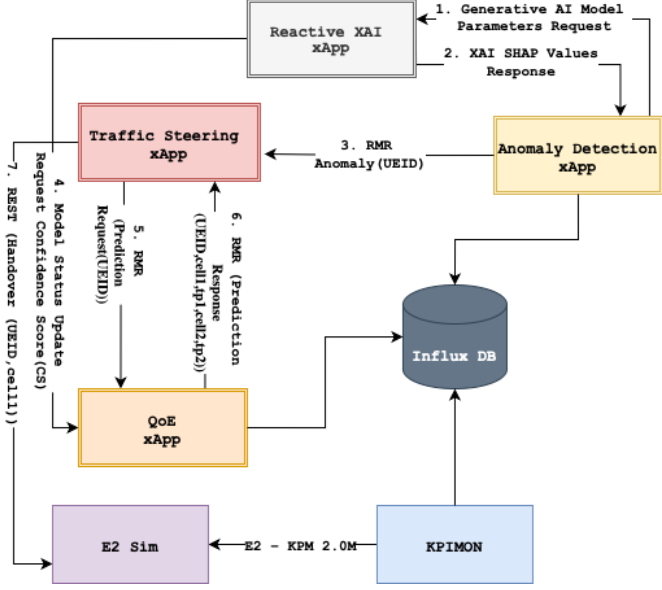 Reactive XAI
xApp
1. Generative AI Model
Parameters Request
2. XAI SHAP Values
Response
Traffic Steering
xApp
3. RMR
Anomaly(UEID)
Anomaly Detection
xApp
7. REST (Handover (UEID,cell1))
4. Model Status Update
Request Confidence Score(CS)
5. RMR
(Prediction
Request(UEID))
6. RMR (Prediction
Response
(UEID,cell1,tp1,cell2,tp2))
Influx DB
QoE
xApp
E2 Sim
E2 - KPM 2.0M
KPIMON